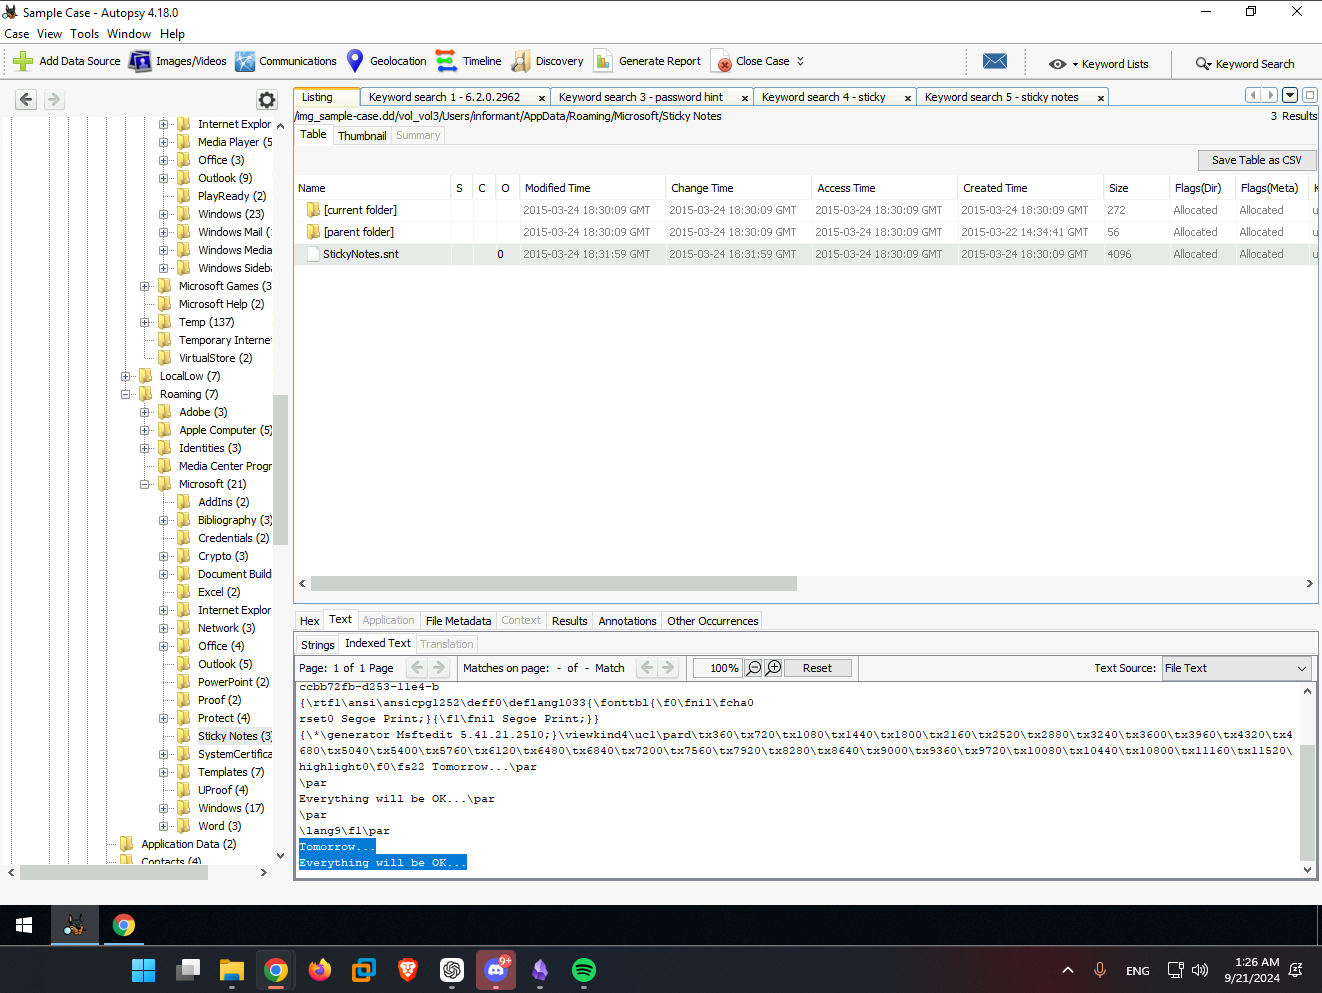 Sample Case - Autopsy 4.18.0
Case View Tools Window Help
Add Data Source Images/Videos Communications Geolocation Timeline Discovery Generate Report Close Case Keyword Lists Keyword Search
Listing Keyword search 1 - 6.2.0.2962 x Keyword search 3 - password hint x Keyword search 4 - sticky x Keyword search 5 - sticky notes x
/img_sample-case.dd/vol_vol3/Users/informant/AppData/Roaming/Microsoft/Sticky Notes 3 Results
Table Thumbnail Summary
Save Table as CSV
Name S C O Modified Time Change Time Access Time Created Time Size Flags(Dir) Flags(Meta)
[current folder] 2015-03-24 18:30:09 GMT 2015-03-24 18:30:09 GMT 2015-03-24 18:30:09 GMT 2015-03-24 18:30:09 GMT 272 Allocated Allocated
[parent folder] 2015-03-24 18:30:09 GMT 2015-03-24 18:30:09 GMT 2015-03-24 18:30:09 GMT 2015-03-22 14:34:41 GMT 56 Allocated Allocated
StickyNotes.snt 0 2015-03-24 18:31:59 GMT 2015-03-24 18:31:59 GMT 2015-03-24 18:30:09 GMT 2015-03-24 18:30:09 GMT 4096 Allocated Allocated
Internet Explor
Media Player (5
Office (3)
Outlook (9)
PlayReady (2)
Windows (23)
Windows Mail (
Windows Media
Windows Sideb
Microsoft Games (3
Microsoft Help (2)
Temp (137)
Temporary Interne
VirtualStore (2)
LocalLow (7)
Roaming (7)
Adobe (3)
Apple Computer (5)
Identities (3)
Media Center Progr
Microsoft (21)
AddIns (2)
Bibliography (3)
Credentials (2)
Crypto (3)
Document Build
Excel (2)
Internet Explor
Network (3)
Office (4)
Outlook (5)
PowerPoint (2)
Proof (2)
Protect (4)
Sticky Notes (3)
SystemCertifica
Templates (7)
UProof (4)
Windows (17)
Word (3)
Application Data (2)
Contacts (4)
Hex Text Application File Metadata Context Results Annotations Other Occurrences
Strings Indexed Text Translation
Page: 1 of 1 Page Matches on page: - of - Match 100% Reset Text Source: File Text
ccbb72fb-d253-11e4-b
{\rtf1\ansi\ansicpg1252\deff0\deflang1033{\fonttbl{\f0\fnil\fcha0
rset0 Segoe Print;}{\f1\fnil Segoe Print;}}
{\*\generator Msftedit 5.41.21.2510;}\viewkind4\uc1\pard\tx360\tx720\tx1080\tx1440\tx1800\tx2160\tx2520\tx2880\tx3240\tx3600\tx3960\tx4320\tx4
680\tx5040\tx5400\tx5760\tx6120\tx6480\tx6840\tx7200\tx7560\tx7920\tx8280\tx8640\tx9000\tx9360\tx9720\tx10080\tx10440\tx10800\tx11160\tx11520\
highlight0\f0\fs22 Tomorrow...\par
\par
Everything will be OK...\par
\par
\lang9\f1\par
Tomorrow...
Everything will be OK...
9+
ENG
1:26 AM
9/21/2024